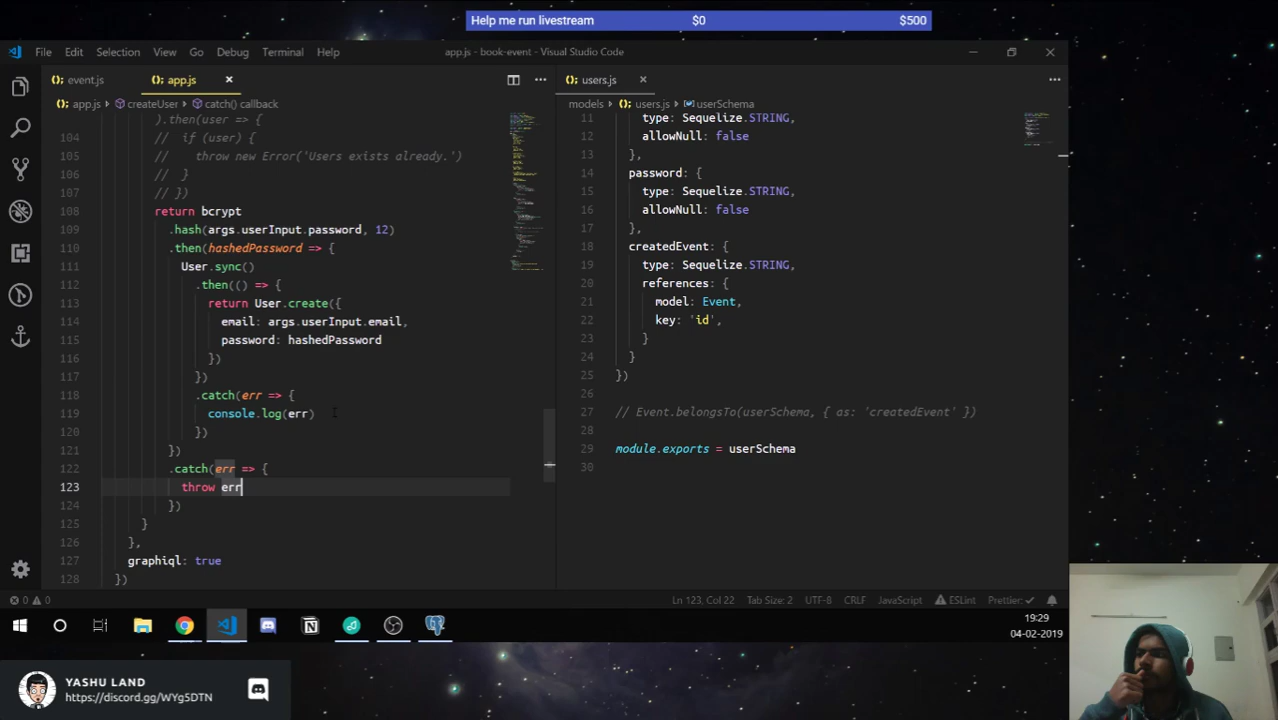 Help me run livestream $0 $500
File Edit Selection View Go Debug Terminal Help app.js - book-event - Visual Studio Code
event.js app.js users.js
app.js createUser catch() callback
models users.js userSchema
).then(user => {
104 // if (user) {
105 // throw new Error('Users exists already.')
106 // }
107 // })
108 return bcrypt
109 .hash(args.userInput.password, 12)
110 .then(hashedPassword => {
111 User.sync()
112 .then(() => {
113 return User.create({
114 email: args.userInput.email,
115 password: hashedPassword
116 })
117 })
118 .catch(err => {
119 console.log(err)
120 })
121 })
122 .catch(err => {
123 throw err
124 })
125 }
126 },
127 graphiql: true
128 })
11 type: Sequelize.STRING,
12 allowNull: false
13 },
14 password: {
15 type: Sequelize.STRING,
16 allowNull: false
17 },
18 createdEvent: {
19 type: Sequelize.STRING,
20 references: {
21 model: Event,
22 key: 'id',
23 }
24 }
25 })
26
27 // Event.belongsTo(userSchema, { as: 'createdEvent' })
28
29 module.exports = userSchema
30
0 0 Ln 123, Col 22 Tab Size: 2 UTF-8 CRLF JavaScript ESLint Prettier: ✓
19:29
04-02-2019
YASHU LAND
https://discord.gg/WYg5DTN